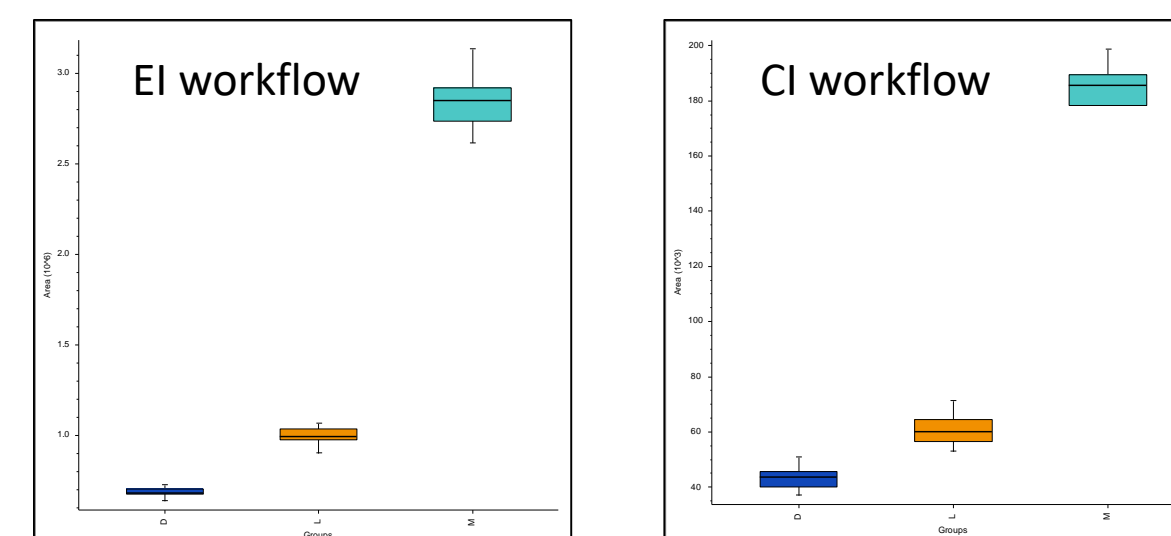 EI workflow
3.0
2.5
2.0
1.5
1.0
Area (10^6)
D
L
M
Groups
CI workflow
200
180
160
140
120
100
80
60
40
Area (10^3)
D
L
M
Groups